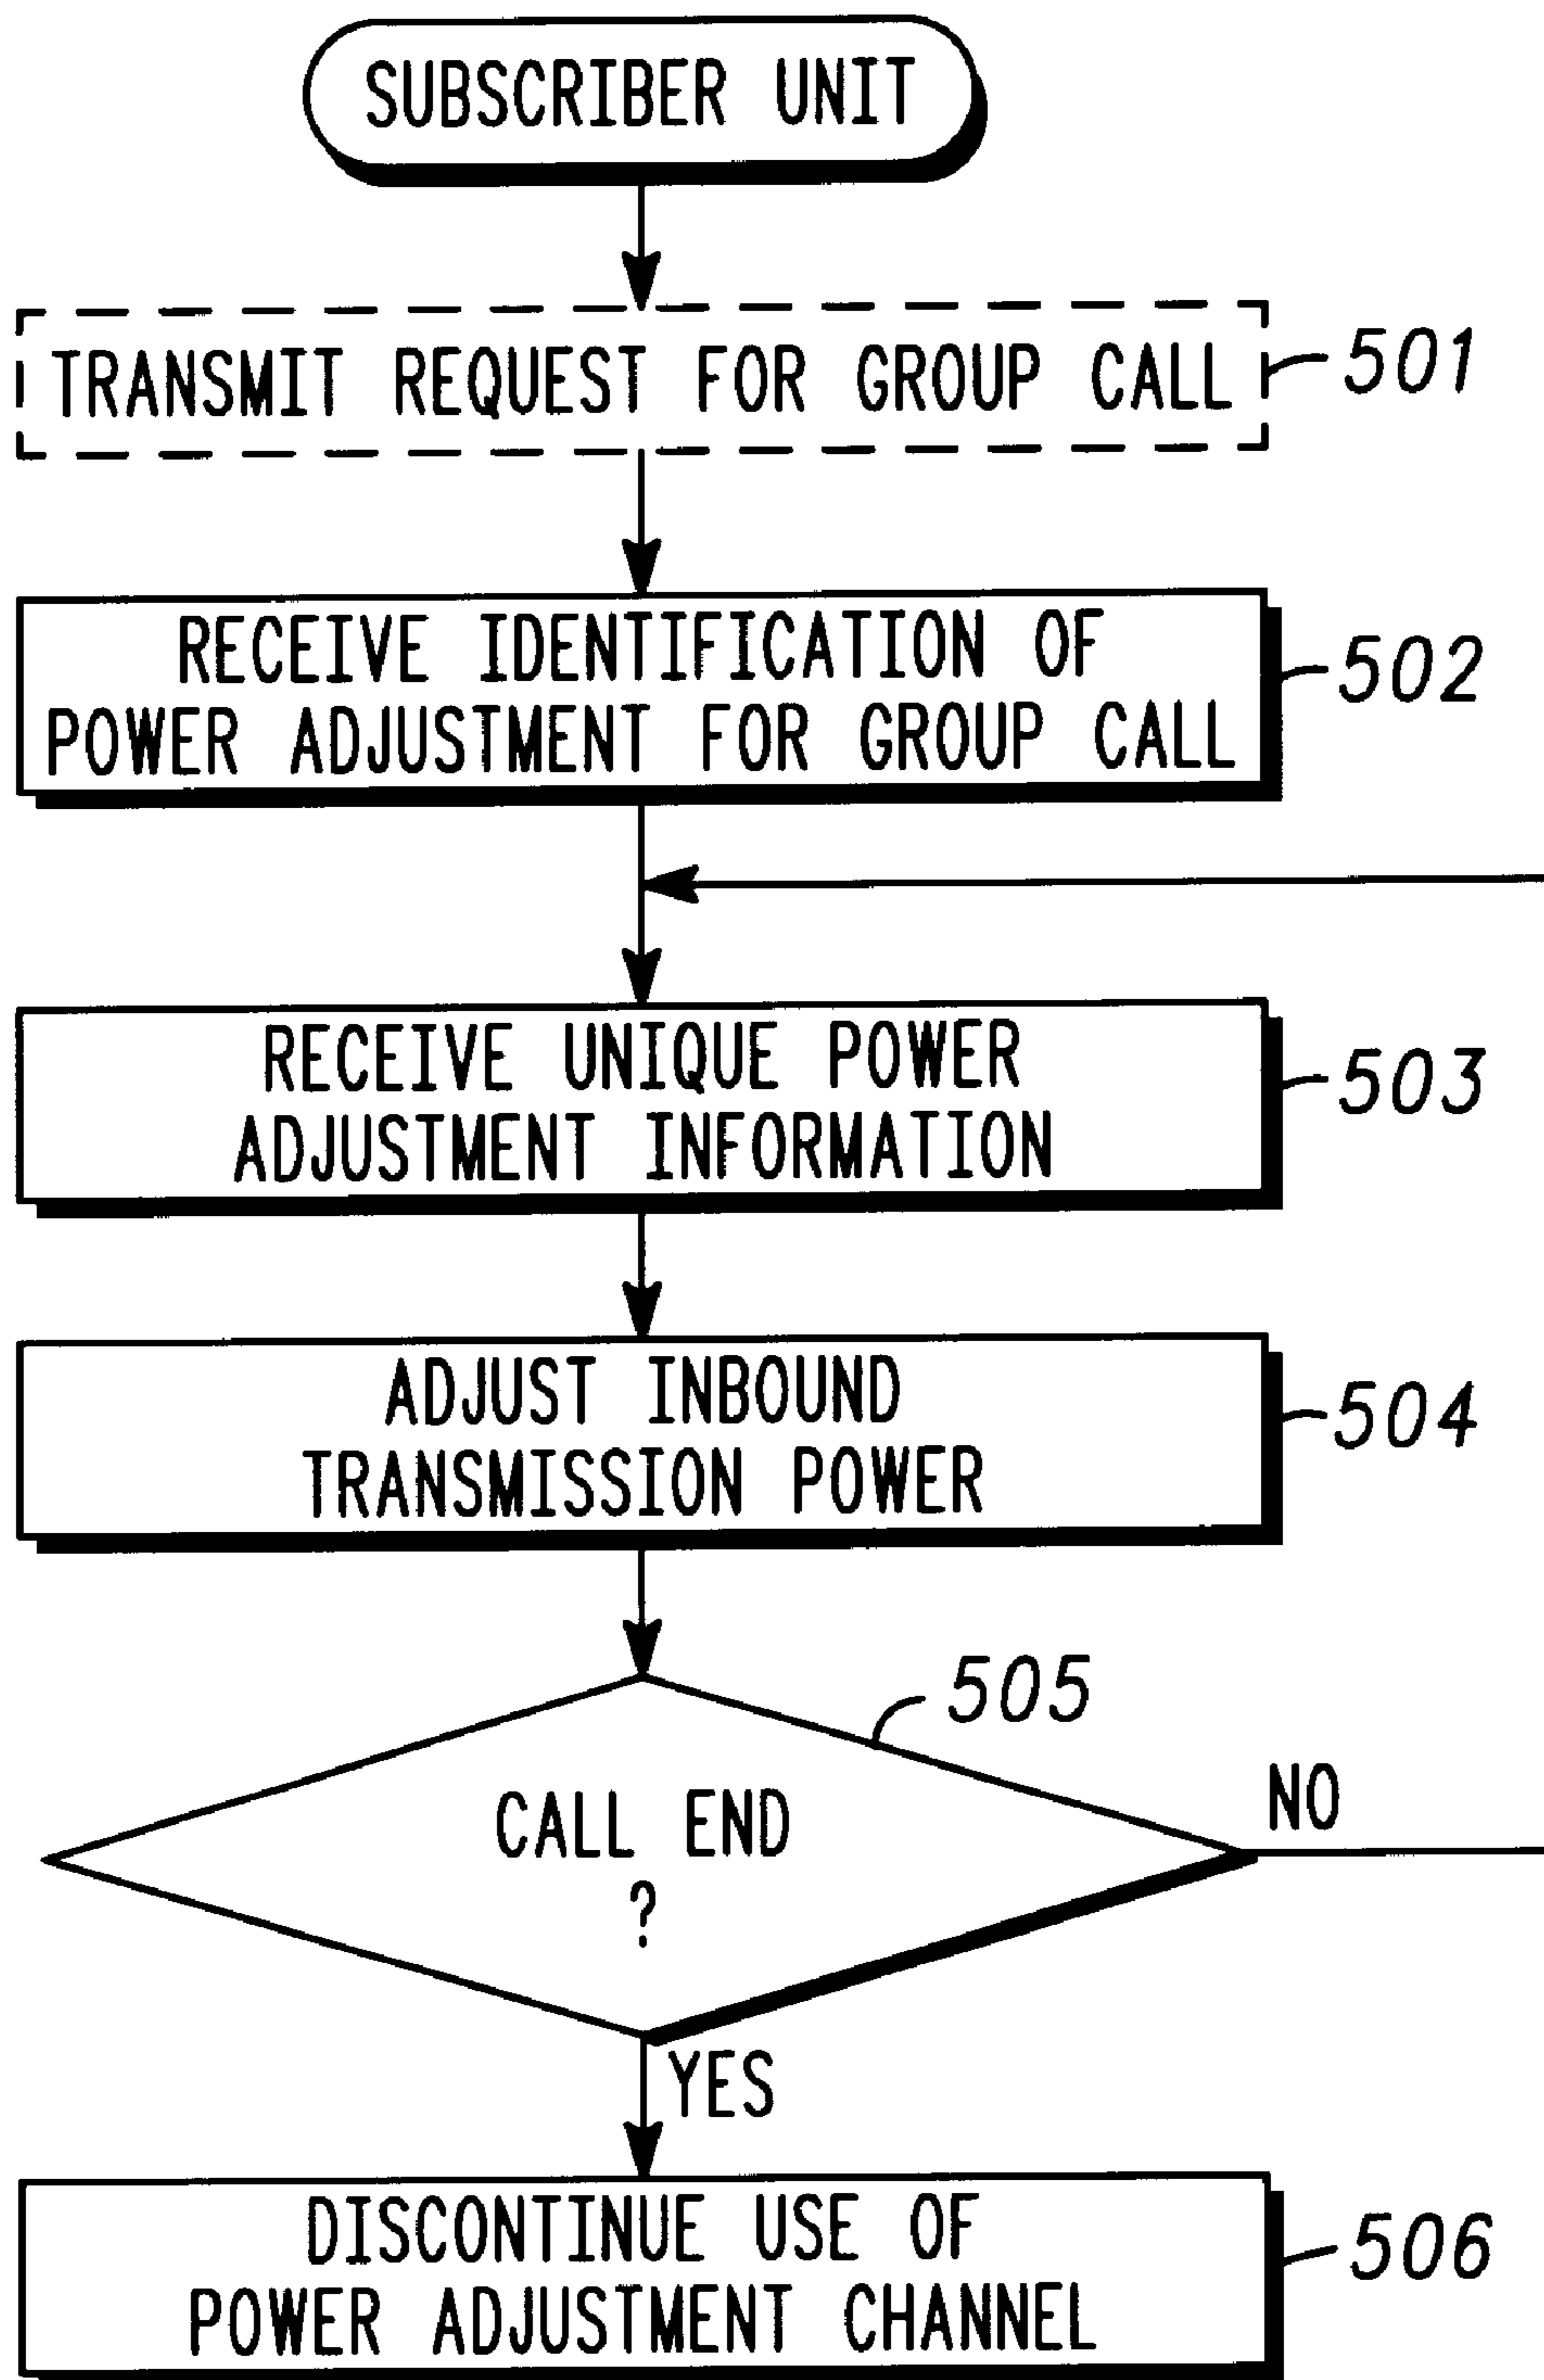 SUBSCRIBER UNIT
TRANSMIT REQUEST FOR GROUP CALL
501
RECEIVE IDENTIFICATION OF
POWER ADJUSTMENT FOR GROUP CALL
502
RECEIVE UNIQUE POWER
ADJUSTMENT INFORMATION
503
ADJUST INBOUND
TRANSMISSION POWER
504
505
CALL END
?
NO
YES
DISCONTINUE USE OF
POWER ADJUSTMENT CHANNEL
506